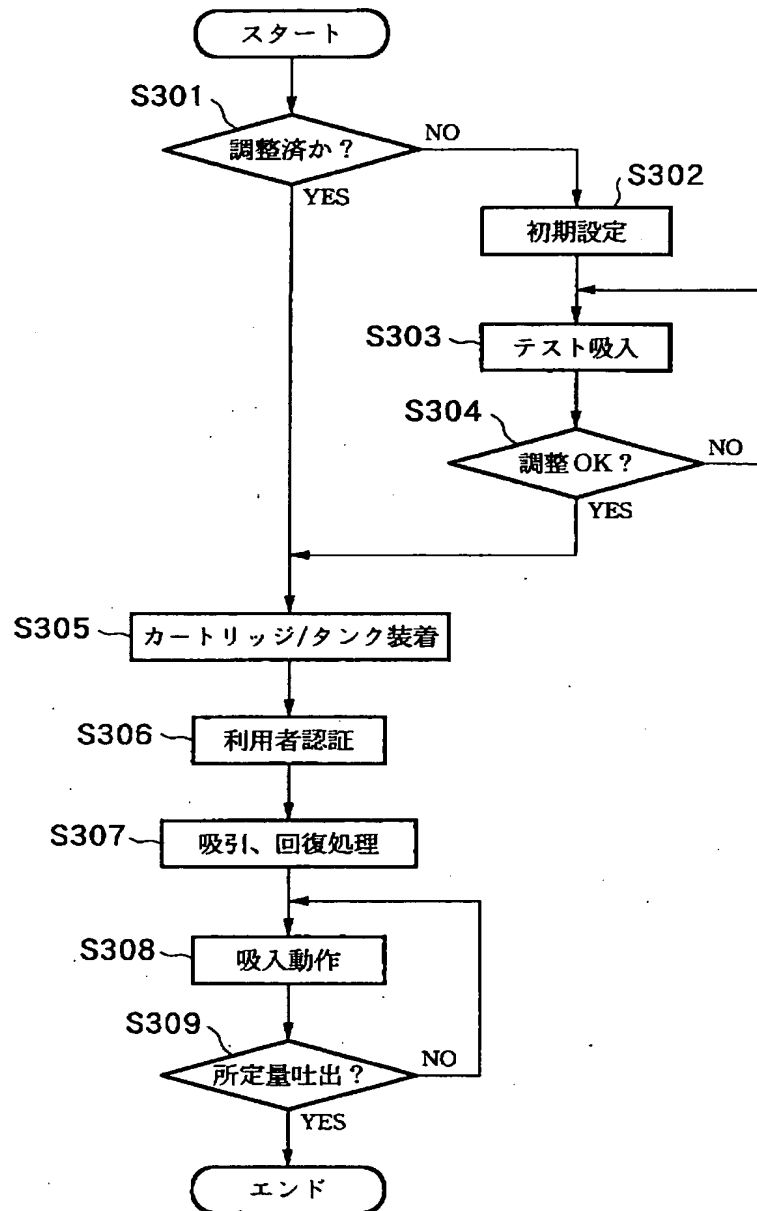 スタート
S301
調整済か?
NO
YES
S302
初期設定
S303
テスト吸入
S304
調整OK?
NO
YES
S305
カートリッジ/タンク装着
S306
利用者認証
S307
吸引、回復処理
S308
吸入動作
S309
所定量吐出?
NO
YES
エンド